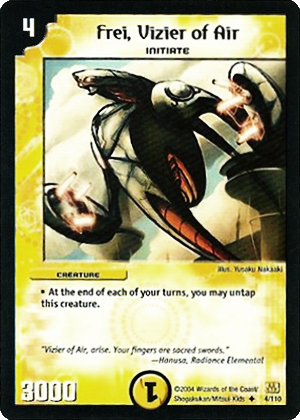 4
Frei, Vizier of Air
INITIATE
Illus. Yusaku Nakaaki
CREATURE
• At the end of each of your turns, you may untap
this creature.
"Vizier of Air, arise. Your fingers are sacred swords."
—Hanusa, Radiance Elemental
3000
1
©2004 Wizards of the Coast/
Shogakukan/Mitsui-Kids
4/110